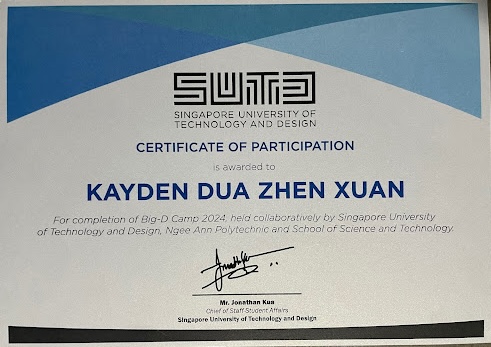 SUTD
SINGAPORE UNIVERSITY OF
TECHNOLOGY AND DESIGN
CERTIFICATE OF PARTICIPATION
is awarded to
KAYDEN DUA ZHEN XUAN
For completion of Big-D Camp 2024, held collaboratively by Singapore University
of Technology and Design, Ngee Ann Polytechnic and School of Science and Technology.
Mr. Jonathan Kua
Chief of Staff-Student Affairs
Singapore University of Technology and Design